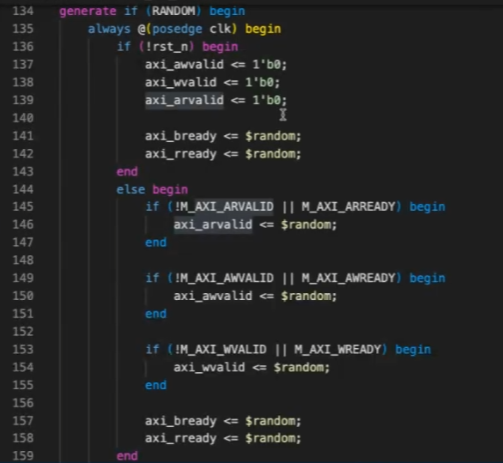 134 generate if (RANDOM) begin
135     always @(posedge clk) begin
136         if (!rst_n) begin
137             axi_awvalid <= 1'b0;
138             axi_wvalid <= 1'b0;
139             axi_arvalid <= 1'b0;
140
141             axi_bready <= $random;
142             axi_rready <= $random;
143         end
144         else begin
145             if (!M_AXI_ARVALID || M_AXI_ARREADY) begin
146                 axi_arvalid <= $random;
147             end
148
149             if (!M_AXI_AWVALID || M_AXI_AWREADY) begin
150                 axi_awvalid <= $random;
151             end
152
153             if (!M_AXI_WVALID || M_AXI_WREADY) begin
154                 axi_wvalid <= $random;
155             end
156
157             axi_bready <= $random;
158             axi_rready <= $random;
159         end